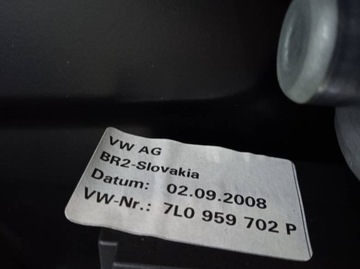 VW AG
BR2-Slovakia
Datum: 02.09.2008
VW-Nr.: 7L0 959 702 P